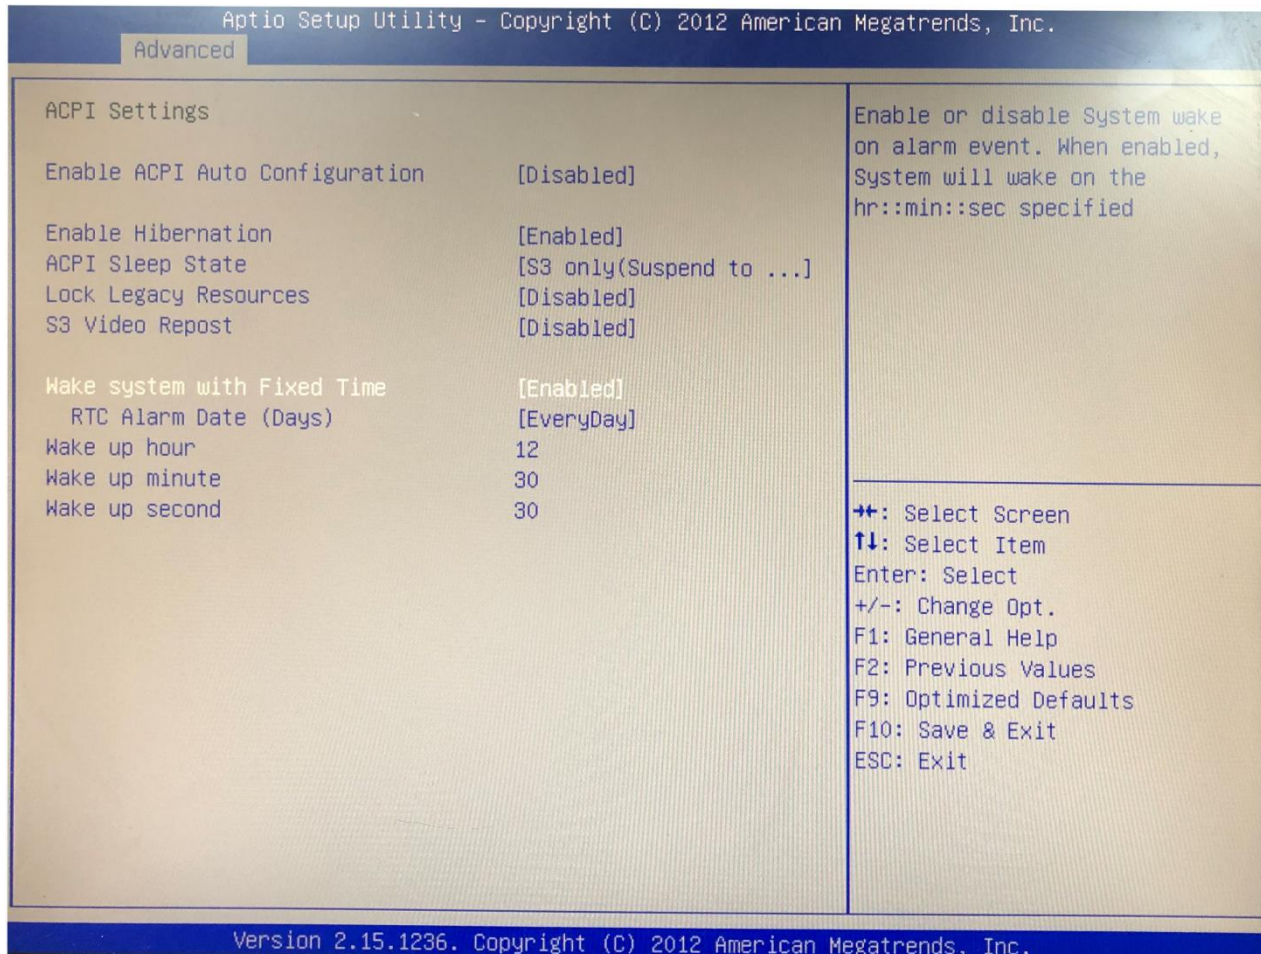 Aptio Setup Utility – Copyright (C) 2012 American Megatrends, Inc.
Advanced
ACPI Settings
Enable ACPI Auto Configuration [Disabled]
Enable Hibernation [Enabled]
ACPI Sleep State [S3 only(Suspend to ...]
Lock Legacy Resources [Disabled]
S3 Video Repost [Disabled]
Wake system with Fixed Time [Enabled]
RTC Alarm Date (Days) [EveryDay]
Wake up hour 12
Wake up minute 30
Wake up second 30
Enable or disable System wake
on alarm event. When enabled,
System will wake on the
hr::min::sec specified
→←: Select Screen
↑↓: Select Item
Enter: Select
+/-: Change Opt.
F1: General Help
F2: Previous Values
F9: Optimized Defaults
F10: Save & Exit
ESC: Exit
Version 2.15.1236. Copyright (C) 2012 American Megatrends, Inc.